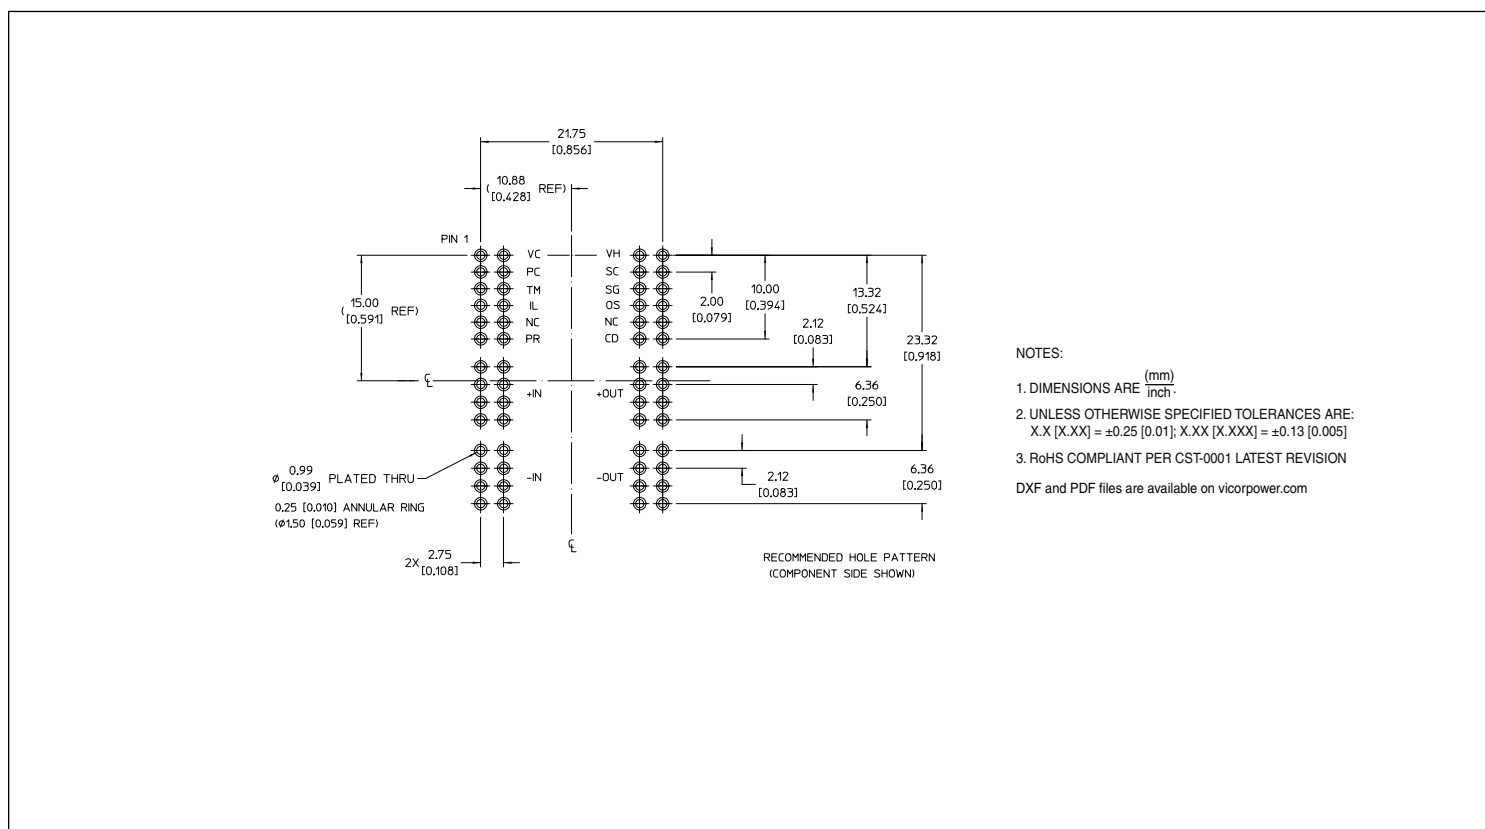 21.75
[0.856]
10.88
( REF)
[0.428]
PIN 1
VC VH
PC SC
TM SG
IL OS
NC NC
PR CD
15.00
( REF)
[0.591]
2.00
[0.079]
10.00
[0.394]
13.32
[0.524]
2.12
[0.083]
23.32
[0.918]
℄
+IN +OUT
6.36
[0.250]
ø 0.99
[0.039] PLATED THRU
0.25 [0.010] ANNULAR RING
(ø1.50 [0.059] REF)
-IN -OUT
2.12
[0.083]
6.36
[0.250]
℄
2X 2.75
[0.108]
RECOMMENDED HOLE PATTERN
(COMPONENT SIDE SHOWN)
NOTES:
1. DIMENSIONS ARE (mm)
inch.
2. UNLESS OTHERWISE SPECIFIED TOLERANCES ARE:
X.X [X.XX] = ±0.25 [0.01]; X.XX [X.XXX] = ±0.13 [0.005]
3. RoHS COMPLIANT PER CST-0001 LATEST REVISION
DXF and PDF files are available on vicorpower.com